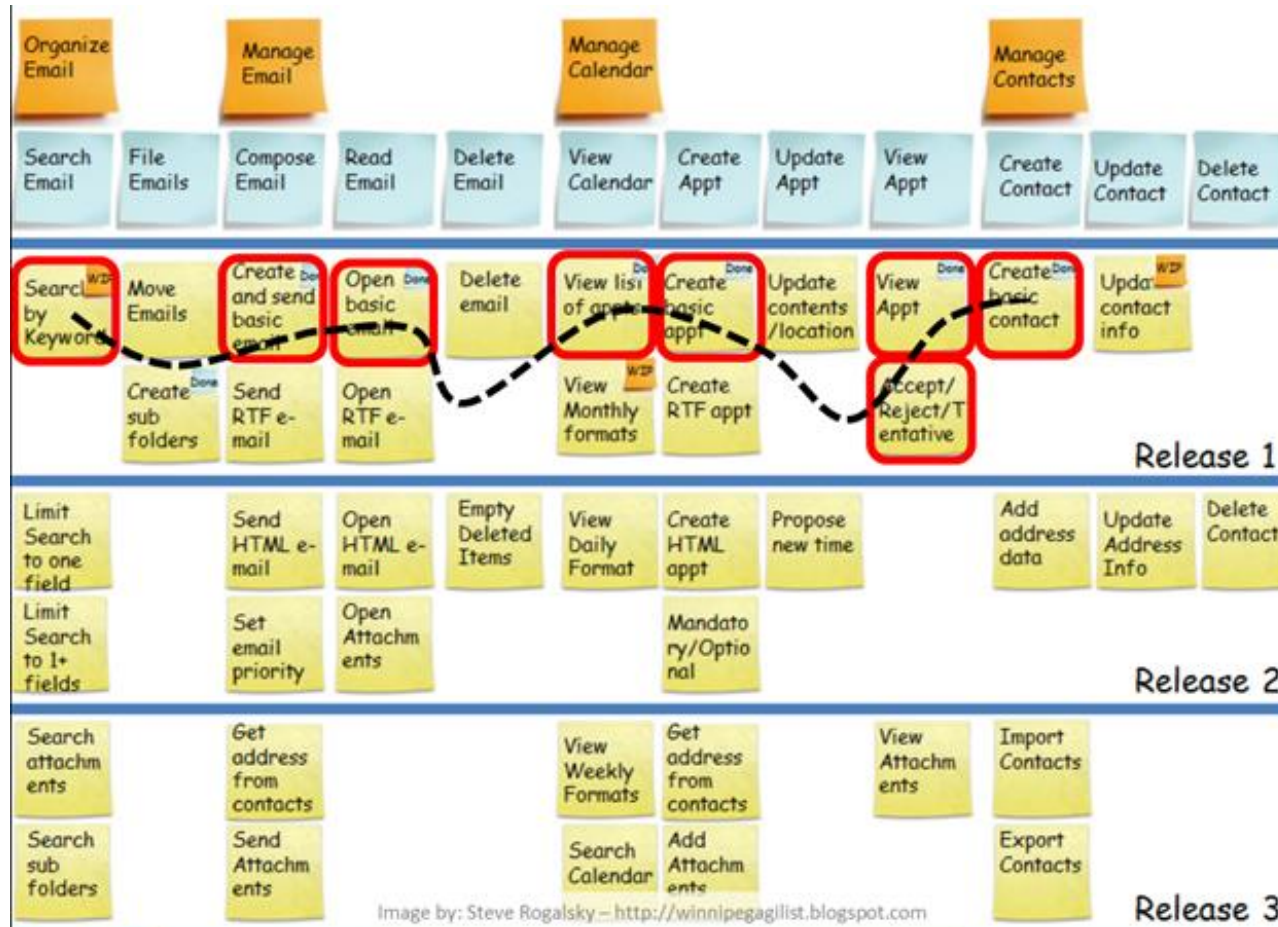 Organize
Email
Manage
Email
Manage
Calendar
Manage
Contacts
Search
Email
File
Emails
Compose
Email
Read
Email
Delete
Email
View
Calendar
Create
Appt
Update
Appt
View
Appt
Create
Contact
Update
Contact
Delete
Contact
Search
by
Keyword
WIP
Move
Emails
Create
and send
basic
email
Open
basic
email
Done
Delete
email
View list
of appts
Create
basic
appt
Done
Update
contents
/location
View
Appt
Done
Create
basic
contact
contact
info
WIP
Create
sub
folders
Done
Send
RTF e-
mail
Open
RTF e-
mail
View
Monthly
formats
WIP
Create
RTF appt
Accept/
Reject/T
entative
Release 1
Limit
Search
to one
field
Send
HTML e-
mail
Open
HTML e-
mail
Empty
Deleted
Items
View
Daily
Format
Create
HTML
appt
Propose
new time
Add
address
data
Update
Address
Info
Delete
Contact
Limit
Search
to 1+
fields
Set
email
priority
Open
Attachm
ents
Mandato
ry/Optio
nal
Release 2
Search
attachm
ents
Get
address
from
contacts
View
Weekly
Formats
Get
address
from
contacts
View
Attachm
ents
Import
Contacts
Search
sub
folders
Send
Attachm
ents
Search
Calendar
Add
Attachm
ents
Export
Contacts
Image by: Steve Rogalsky – http://winnipegagilist.blogspot.com
Release 3